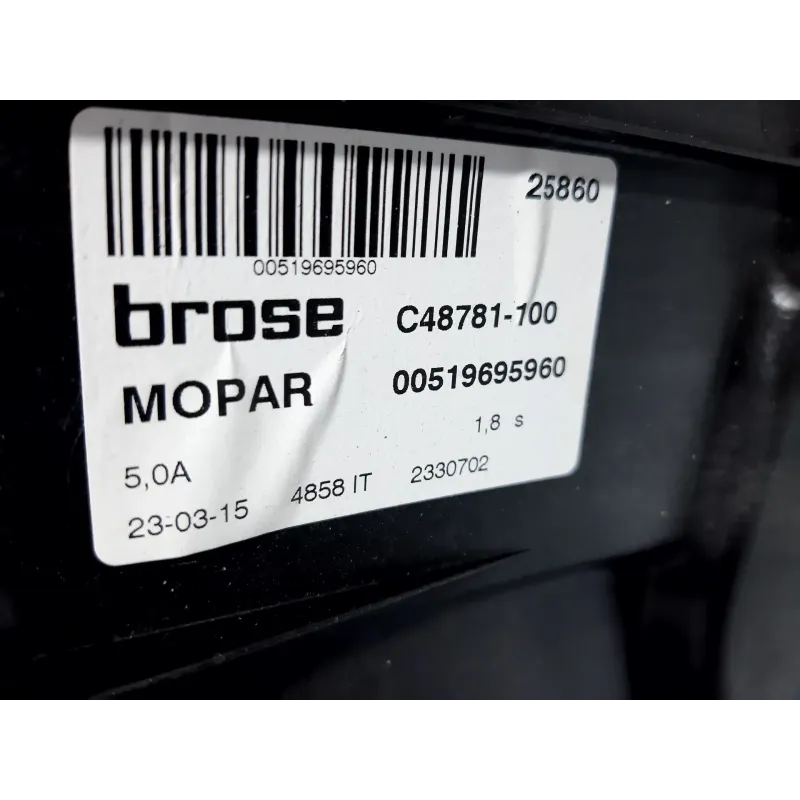 25860
00519695960
brose C48781-100
MOPAR 00519695960
1,8 s
5,0A
23-03-15 4858 IT 2330702